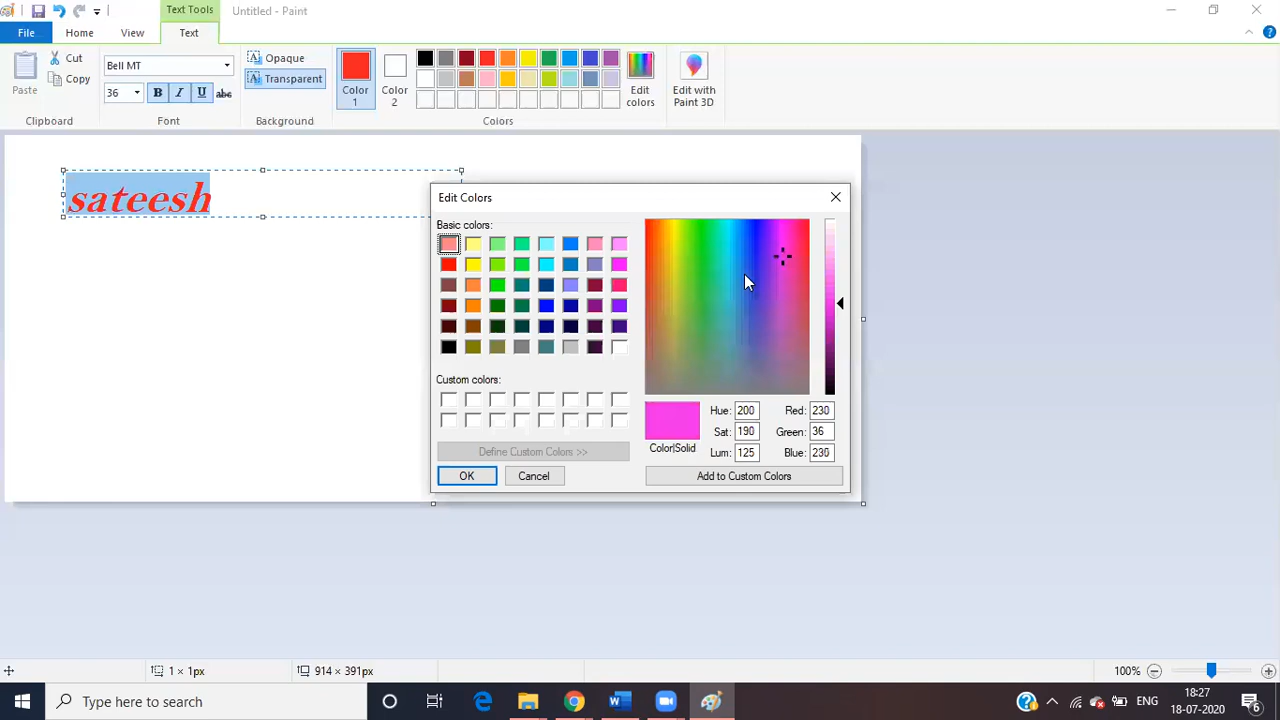 Text Tools
Untitled - Paint
File
Home
View
Text
Paste
Cut
Copy
Clipboard
Bell MT
36
B
I
U
abc
Font
Opaque
Transparent
Background
Color
1
Color
2
Colors
Edit
colors
Edit with
Paint 3D
sateesh
Edit Colors
Basic colors:
Custom colors:
Define Custom Colors >>
OK
Cancel
Color|Solid
Hue: 200
Sat: 190
Lum: 125
Red: 230
Green: 36
Blue: 230
Add to Custom Colors
1 × 1px
914 × 391px
100%
Type here to search
ENG
18:27
18-07-2020
6